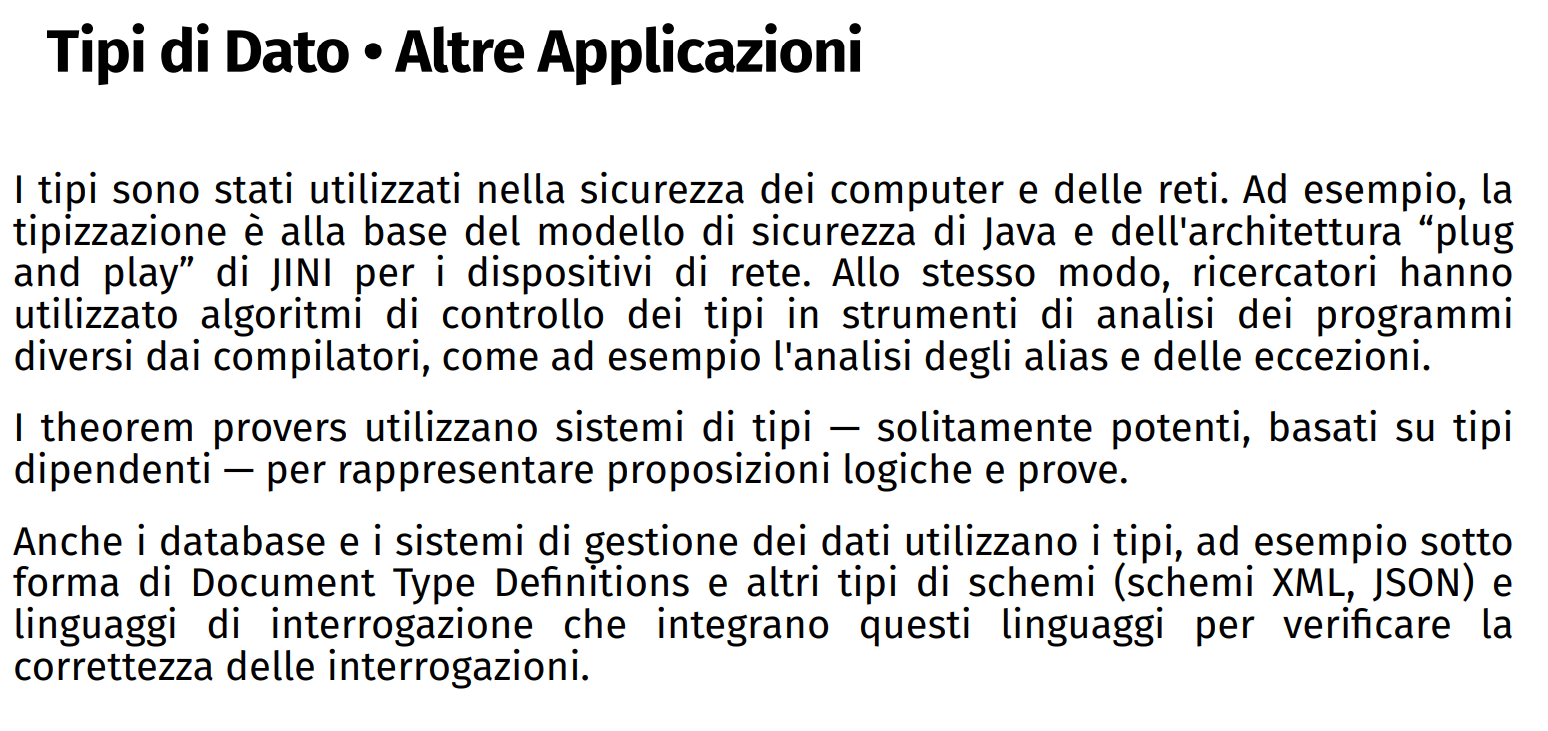 Tipi di Dato • Altre Applicazioni
I tipi sono stati utilizzati nella sicurezza dei computer e delle reti. Ad esempio, la
tipizzazione è alla base del modello di sicurezza di Java e dell'architettura “plug
and play” di JINI per i dispositivi di rete. Allo stesso modo, ricercatori hanno
utilizzato algoritmi di controllo dei tipi in strumenti di analisi dei programmi
diversi dai compilatori, come ad esempio l'analisi degli alias e delle eccezioni.
I theorem provers utilizzano sistemi di tipi — solitamente potenti, basati su tipi
dipendenti — per rappresentare proposizioni logiche e prove.
Anche i database e i sistemi di gestione dei dati utilizzano i tipi, ad esempio sotto
forma di Document Type Definitions e altri tipi di schemi (schemi XML, JSON) e
linguaggi di interrogazione che integrano questi linguaggi per verificare la
correttezza delle interrogazioni.